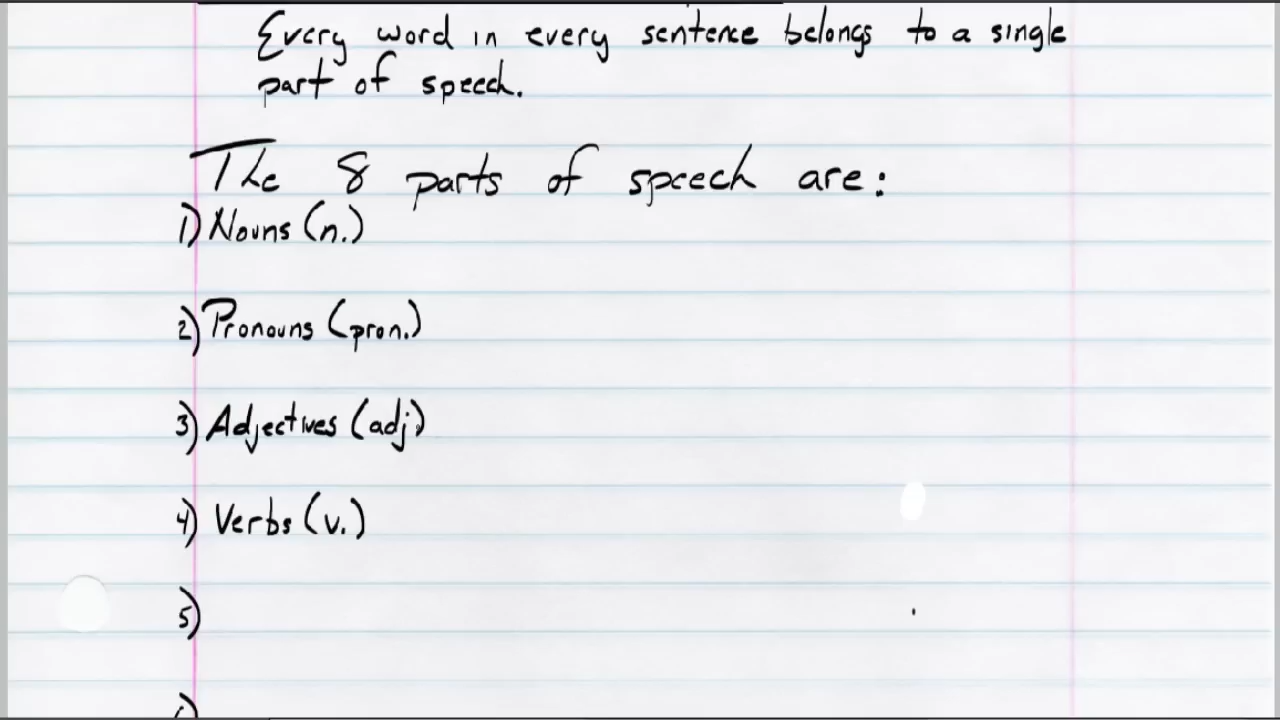 Every word in every sentence belongs to a single
part of speech.
The 8 parts of speech are:
1) Nouns (n.)
2) Pronouns (pron.)
3) Adjectives (adj.)
4) Verbs (v.)
5)